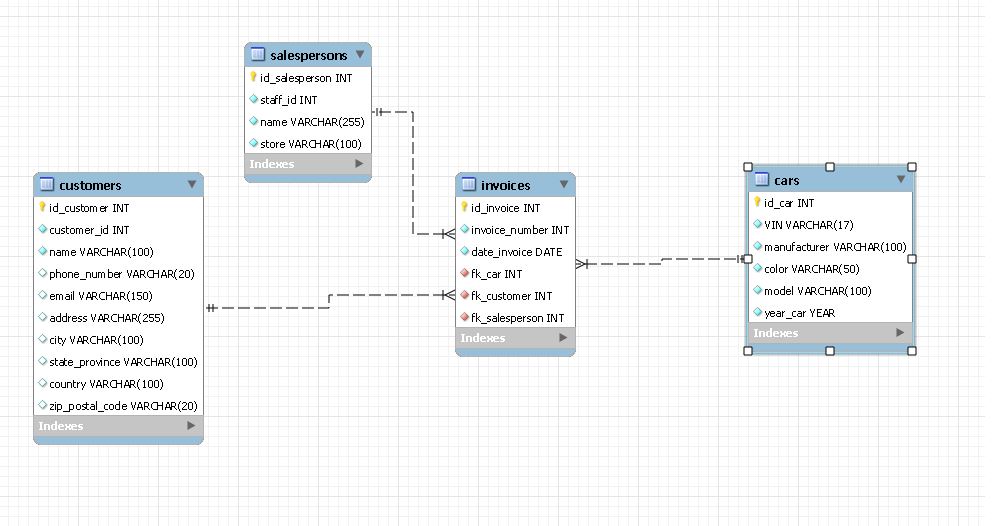 salespersons
id_salesperson INT
staff_id INT
name VARCHAR(255)
store VARCHAR(100)
Indexes
customers
id_customer INT
customer_id INT
name VARCHAR(100)
phone_number VARCHAR(20)
email VARCHAR(150)
address VARCHAR(255)
city VARCHAR(100)
state_province VARCHAR(100)
country VARCHAR(100)
zip_postal_code VARCHAR(20)
Indexes
invoices
id_invoice INT
invoice_number INT
date_invoice DATE
fk_car INT
fk_customer INT
fk_salesperson INT
Indexes
cars
id_car INT
VIN VARCHAR(17)
manufacturer VARCHAR(100)
color VARCHAR(50)
model VARCHAR(100)
year_car YEAR
Indexes